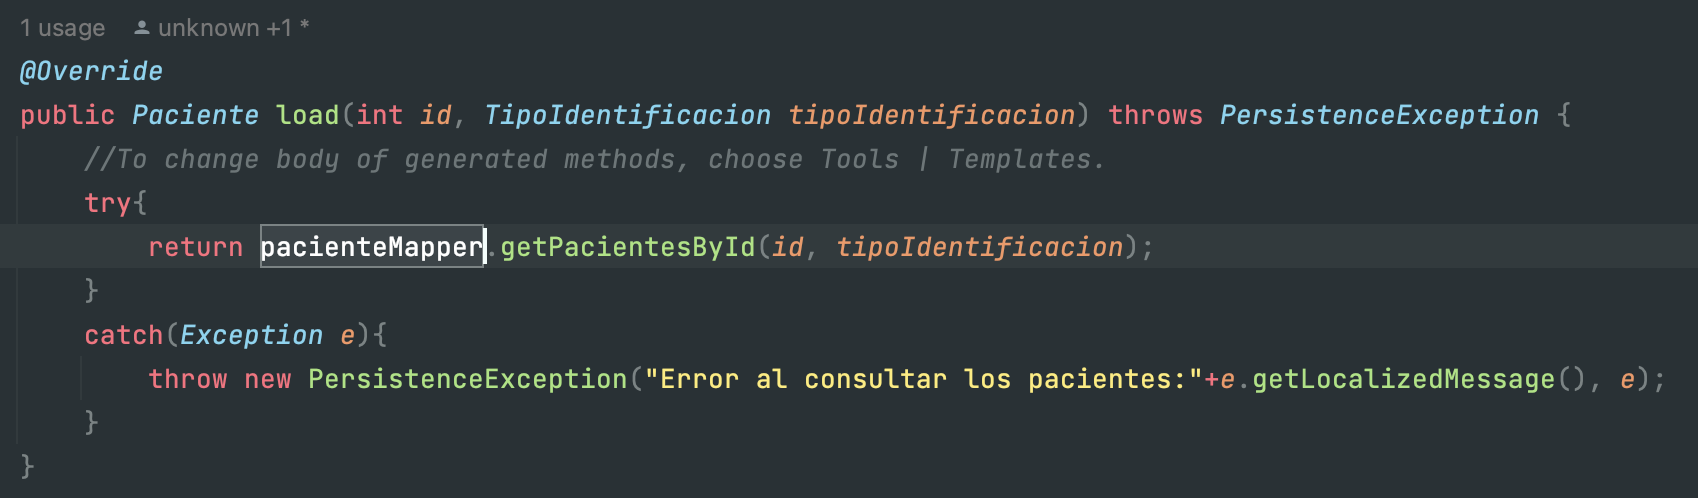 1 usage unknown +1 *
@Override
public Paciente load(int id, TipoIdentificacion tipoIdentificacion) throws PersistenceException {
//To change body of generated methods, choose Tools | Templates.
try{
return pacienteMapper.getPacientesById(id, tipoIdentificacion);
}
catch(Exception e){
throw new PersistenceException("Error al consultar los pacientes:"+e.getLocalizedMessage(), e);
}
}